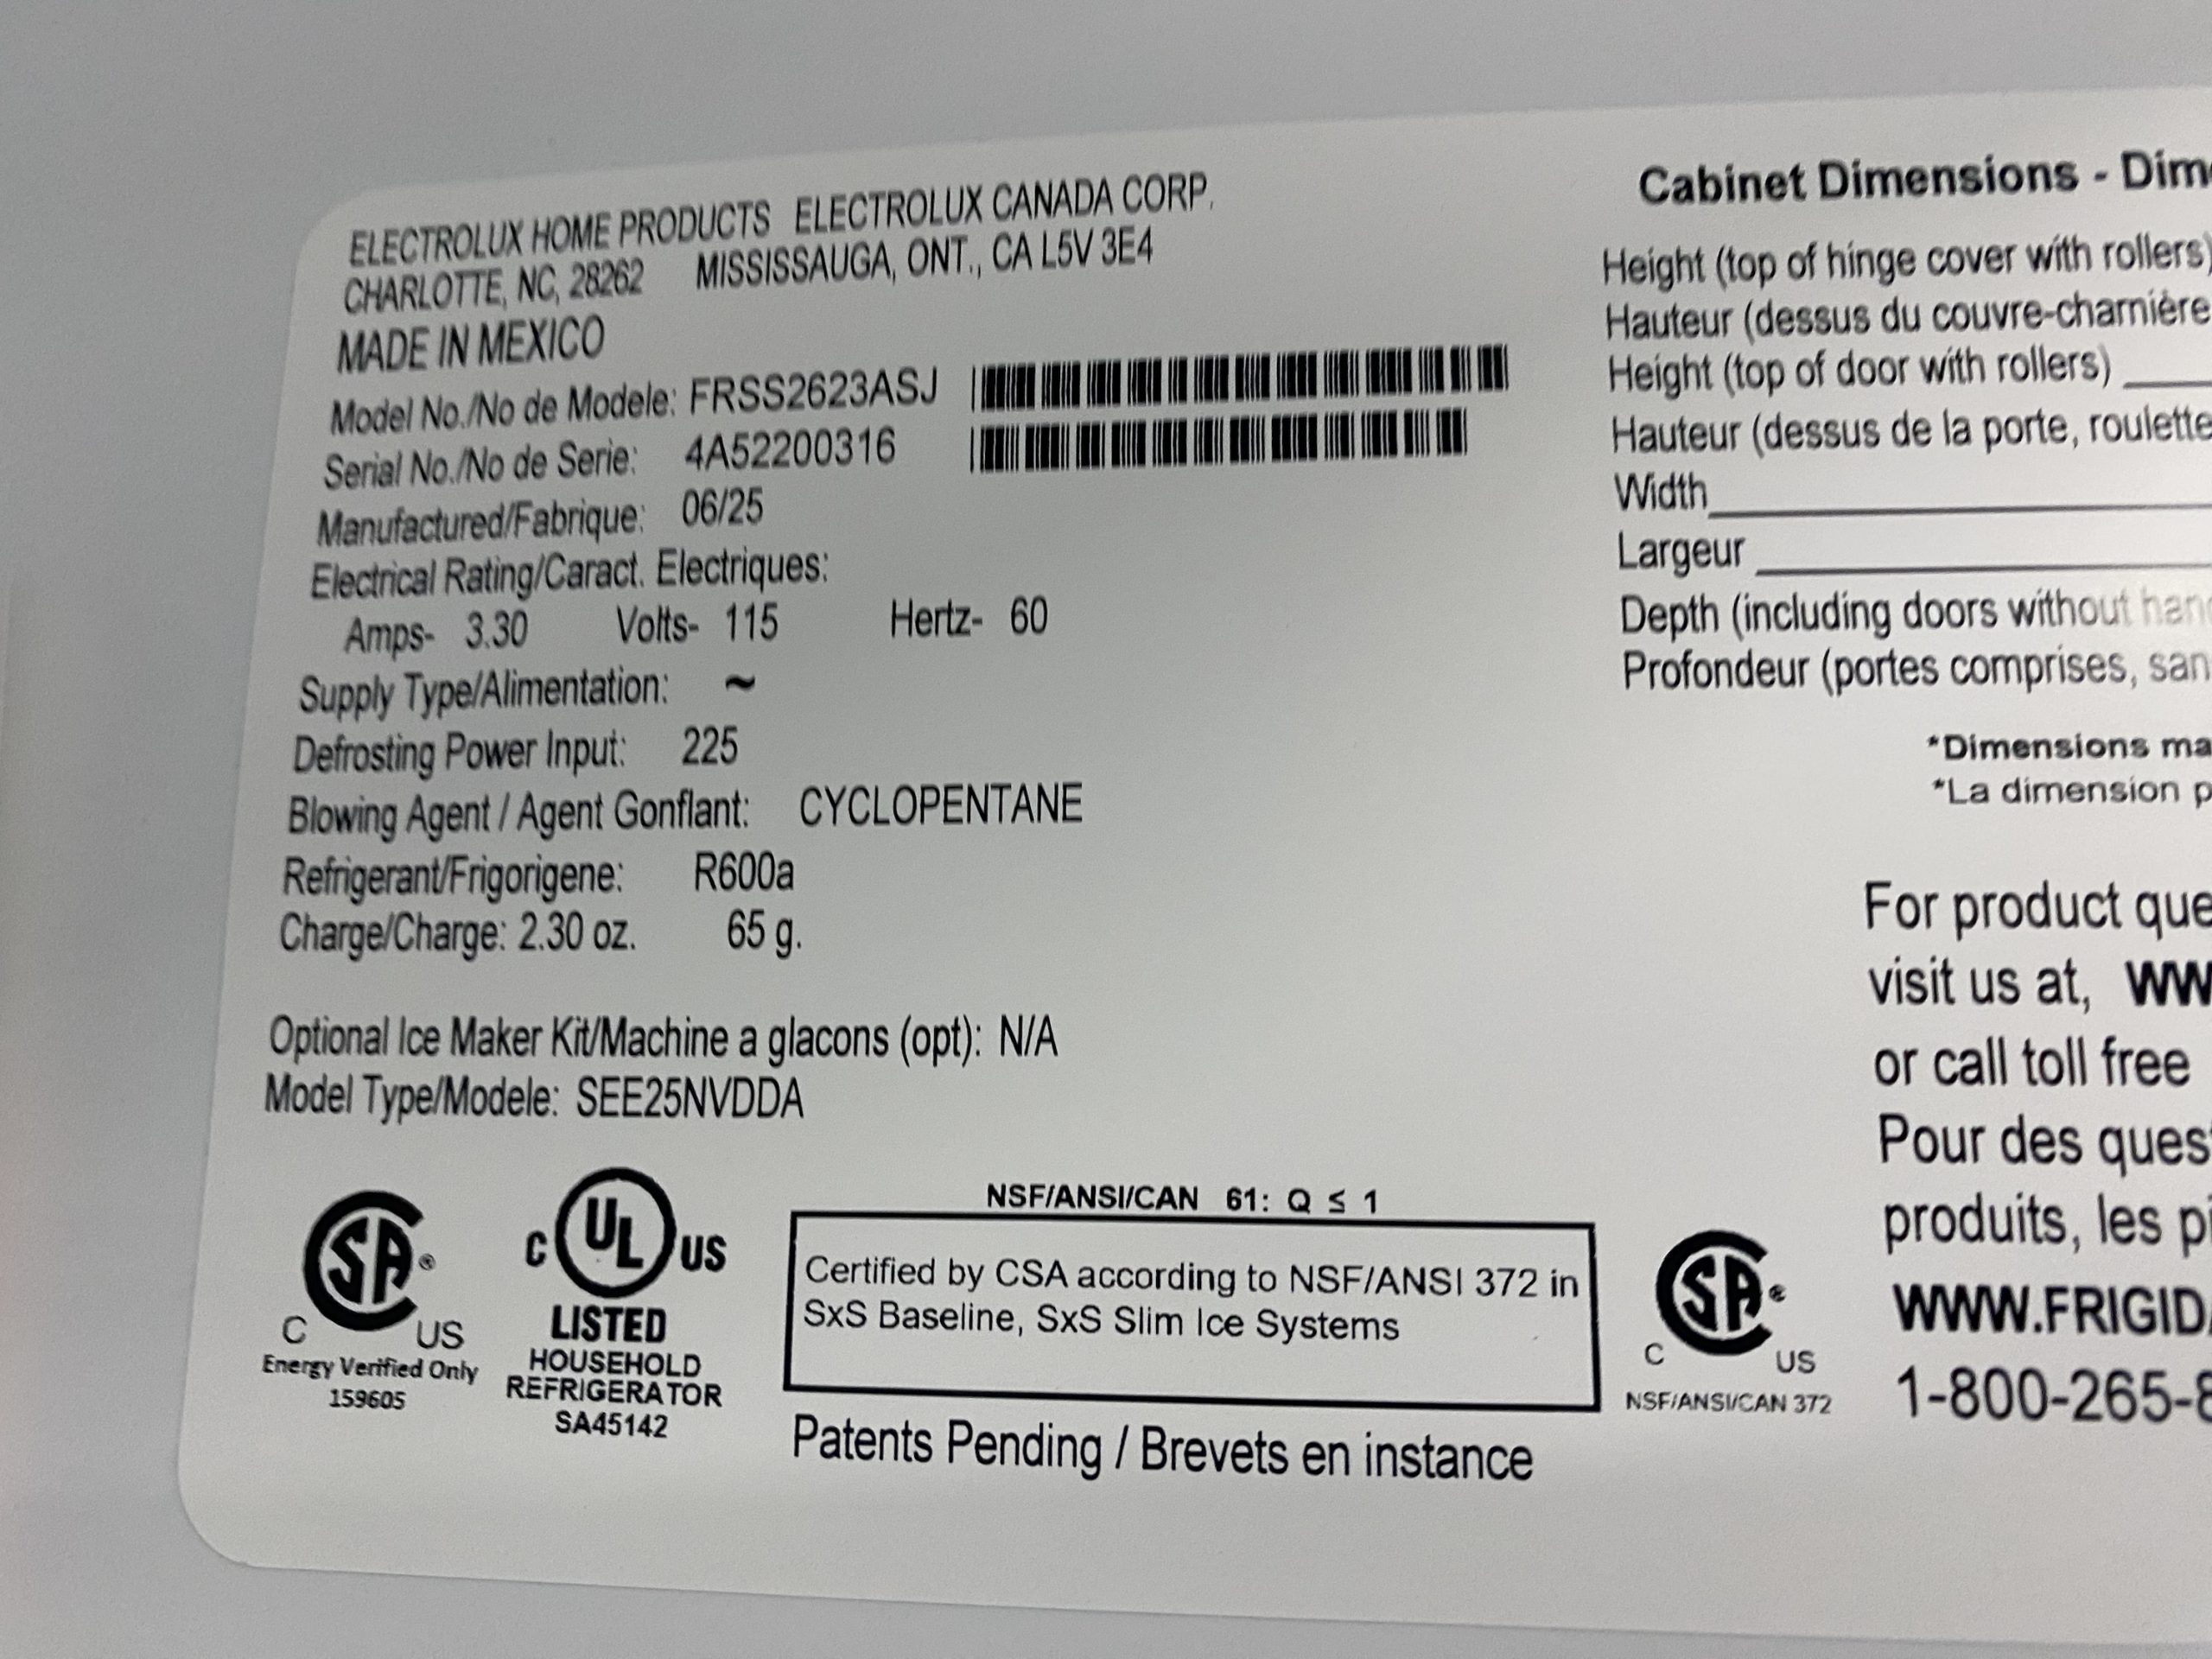 ELECTROLUX HOME PRODUCTS ELECTROLUX CANADA CORP.
CHARLOTTE, NC, 28262 MISSISSAUGA, ONT., CA L5V 3E4
MADE IN MEXICO
Model No./No de Modele: FRSS2623ASJ
Serial No./No de Serie: 4A52200316
Manufactured/Fabrique: 06/25
Electrical Rating/Caract. Electriques:
Amps- 3.30 Volts- 115 Hertz- 60
Supply Type/Alimentation: ~
Defrosting Power Input: 225
Blowing Agent / Agent Gonflant: CYCLOPENTANE
Refrigerant/Frigorigene: R600a
Charge/Charge: 2.30 oz. 65 g.
Optional Ice Maker Kit/Machine a glacons (opt): N/A
Model Type/Modele: SEE25NVDDA
SA®
C US
Energy Verified Only
159605
C UL US
LISTED
HOUSEHOLD
REFRIGERATOR
SA45142
NSF/ANSI/CAN 61: Q ≤ 1
Certified by CSA according to NSF/ANSI 372 in
SxS Baseline, SxS Slim Ice Systems
Patents Pending / Brevets en instance
SA®
C US
NSF/ANSI/CAN 372
Cabinet Dimensions - Dim
Height (top of hinge cover with rollers)
Hauteur (dessus du couvre-charnière
Height (top of door with rollers)
Hauteur (dessus de la porte, roulette
Width
Largeur
Depth (including doors without han
Profondeur (portes comprises, san
*Dimensions ma
*La dimension p
For product que
visit us at, WW
or call toll free
Pour des ques
produits, les pi
WWW.FRIGID
1-800-265-8